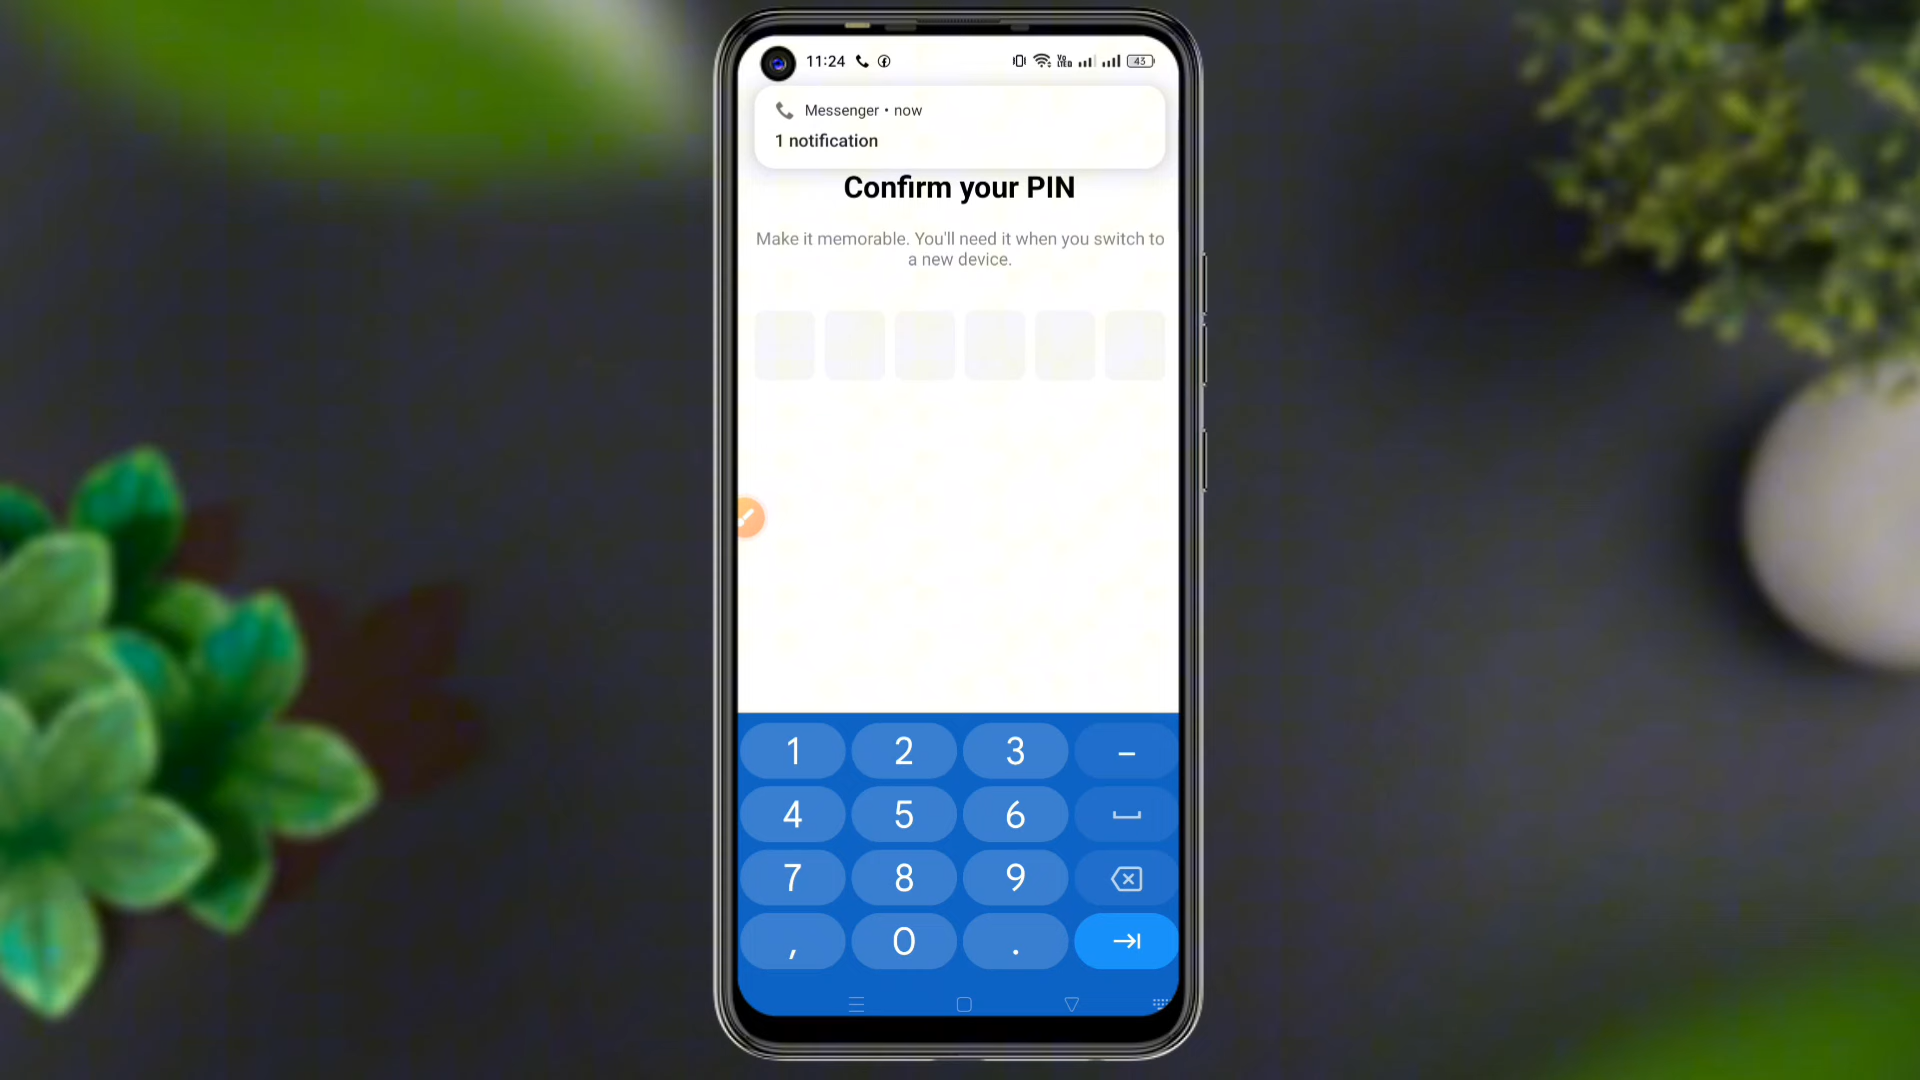 11:24
43
Messenger • now
1 notification
Confirm your PIN
Make it memorable. You'll need it when you switch to
a new device.
1 2 3 –
4 5 6
7 8 9
, 0 .